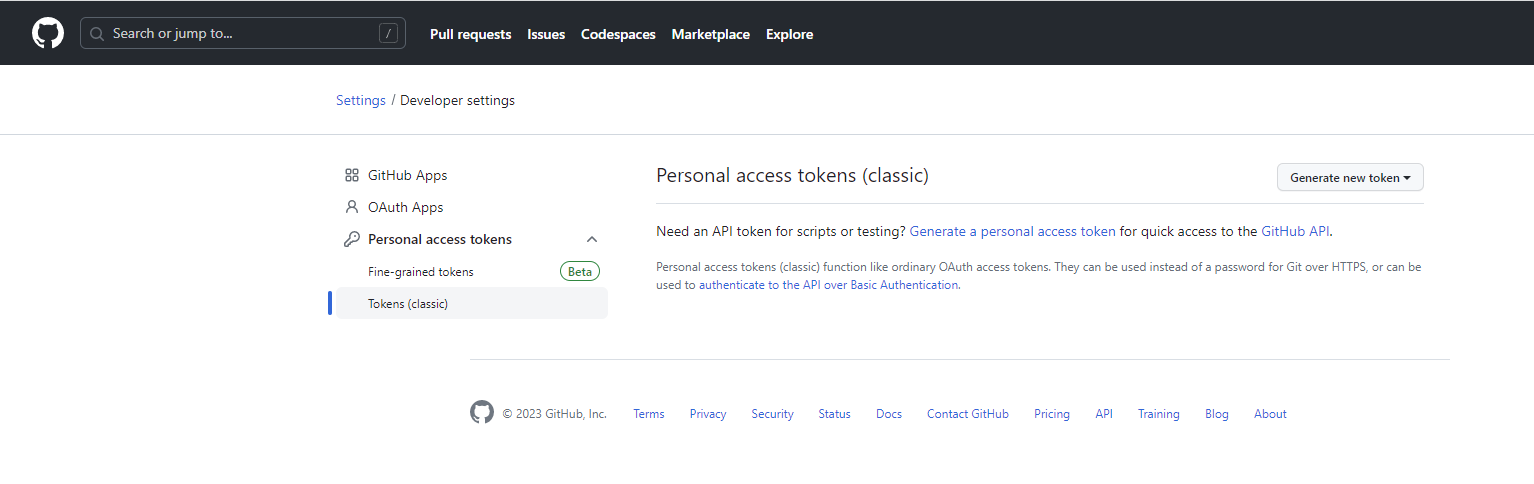 Search or jump to... / Pull requests Issues Codespaces Marketplace Explore
Settings / Developer settings
GitHub Apps
OAuth Apps
Personal access tokens
Fine-grained tokens Beta
Tokens (classic)
Personal access tokens (classic) Generate new token
Need an API token for scripts or testing? Generate a personal access token for quick access to the GitHub API.
Personal access tokens (classic) function like ordinary OAuth access tokens. They can be used instead of a password for Git over HTTPS, or can be
used to authenticate to the API over Basic Authentication.
© 2023 GitHub, Inc. Terms Privacy Security Status Docs Contact GitHub Pricing API Training Blog About